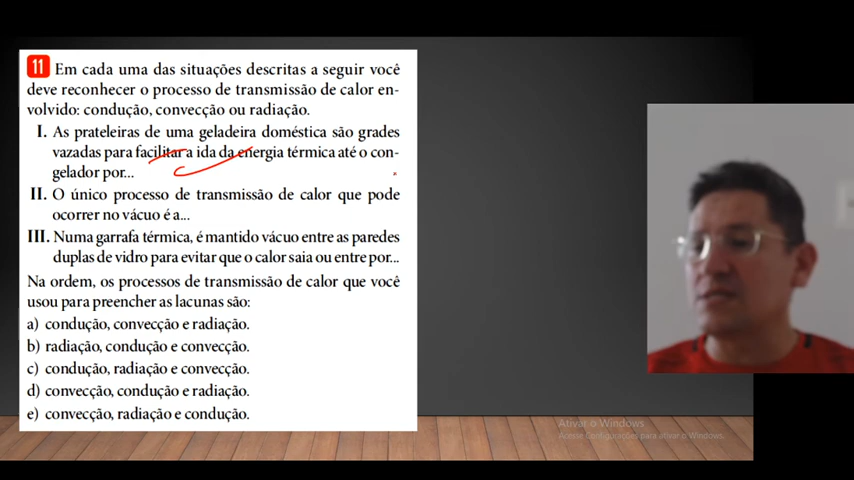 11 Em cada uma das situações descritas a seguir você
deve reconhecer o processo de transmissão de calor en-
volvido: condução, convecção ou radiação.
I. As prateleiras de uma geladeira doméstica são grades
vazadas para facilitar a ida da energia térmica até o con-
gelador por...
II. O único processo de transmissão de calor que pode
ocorrer no vácuo é a...
III. Numa garrafa térmica, é mantido vácuo entre as paredes
duplas de vidro para evitar que o calor saia ou entre por...
Na ordem, os processos de transmissão de calor que você
usou para preencher as lacunas são:
a) condução, convecção e radiação.
b) radiação, condução e convecção.
c) condução, radiação e convecção.
d) convecção, condução e radiação.
e) convecção, radiação e condução.
Ativar o Windows
Acesse Configurações para ativar o Windows.